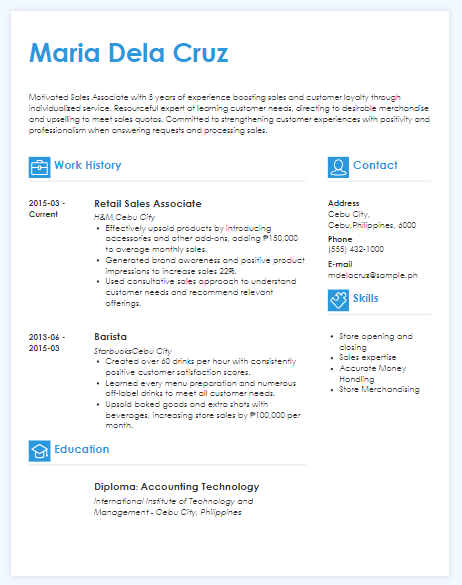 Maria Dela Cruz
Motivated Sales Associate with 5 years of experience boosting sales and customer loyalty through
individualized service. Resourceful expert at learning customer needs, directing to desirable merchandise
and upselling to meet sales quotas. Committed to strengthening customer experiences with positivity and
professionalism when answering requests and processing sales.
Work History
2015-03 -
Current
Retail Sales Associate
H&M,Cebu City
• Effectively upsold products by introducing
accessories and other add-ons, adding ₱150,000
to average monthly sales.
• Generated brand awareness and positive product
impressions to increase sales 22%.
• Used consultative sales approach to understand
customer needs and recommend relevant
offerings.
2013-06 -
2015-03
Barista
StarbucksCebu City
• Created over 60 drinks per hour with consistently
positive customer satisfaction scores.
• Learned every menu preparation and numerous
off-label drinks to meet all customer needs.
• Upsold baked goods and extra shots with
beverages, increasing store sales by ₱100,000 per
month.
Education
Diploma: Accounting Technology
International Institute of Technology and
Management - Cebu City, Philippines
Contact
Address
Cebu City,
Cebu,Philippines, 6000
Phone
(555) 432-1000
E-mail
mdelacruz@sample.ph
Skills
• Store opening and
closing
• Sales expertise
• Accurate Money
Handling
• Store Merchandising